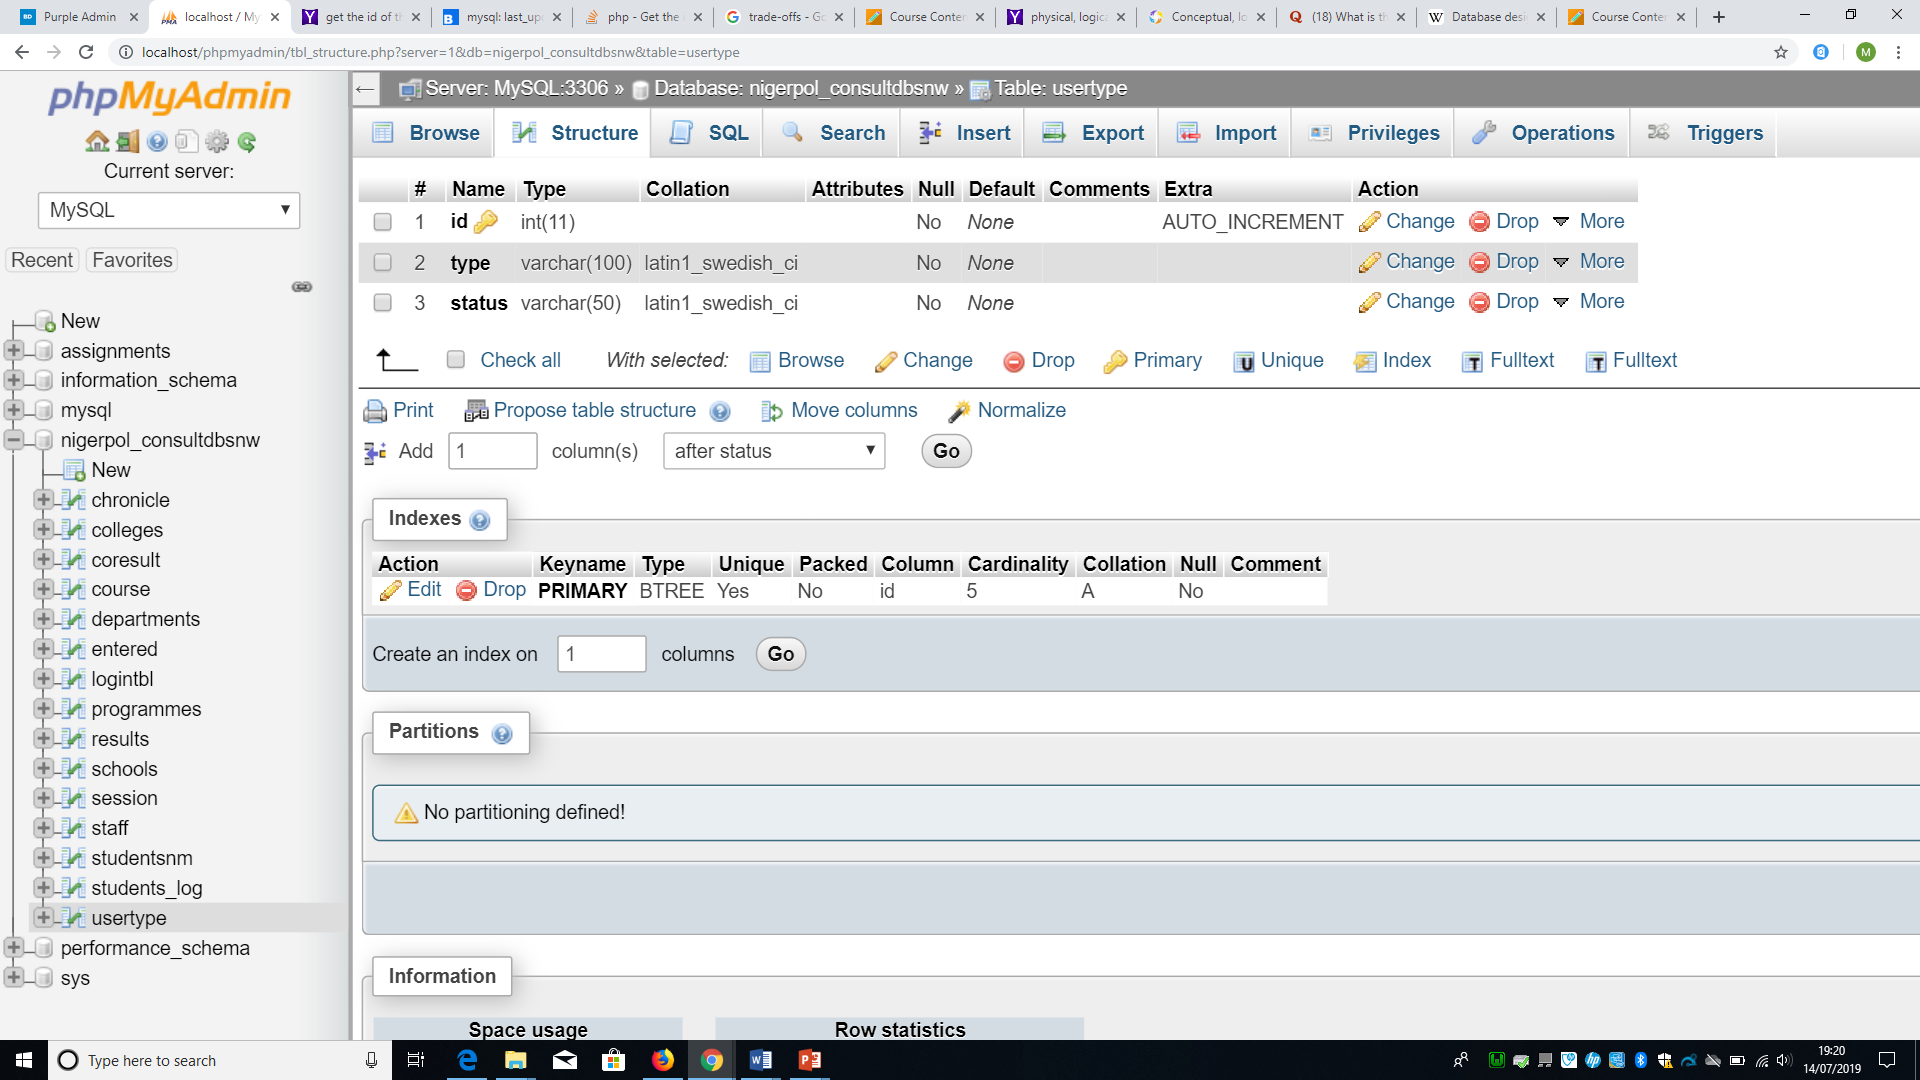 Purple Admin
localhost / My
get the id of th
mysql: last_up
php - Get the
trade-offs - Go
Course Conten
physical, logica
Conceptual, lo
(18) What is th
Database desi
Course Conten
localhost/phpmyadmin/tbl_structure.php?server=1&db=nigerpol_consultdbsnw&table=usertype
M
phpMyAdmin
Current server:
MySQL
Recent Favorites
New
assignments
information_schema
mysql
nigerpol_consultdbsnw
New
chronicle
colleges
coresult
course
departments
entered
logintbl
programmes
results
schools
session
staff
studentsnm
students_log
usertype
performance_schema
sys
Server: MySQL:3306 » Database: nigerpol_consultdbsnw » Table: usertype
Browse Structure SQL Search Insert Export Import Privileges Operations Triggers
# Name Type Collation Attributes Null Default Comments Extra Action
1 id int(11) No None AUTO_INCREMENT Change Drop More
2 type varchar(100) latin1_swedish_ci No None Change Drop More
3 status varchar(50) latin1_swedish_ci No None Change Drop More
Check all With selected: Browse Change Drop Primary Unique Index Fulltext Fulltext
Print Propose table structure Move columns Normalize
Add 1 column(s) after status Go
Indexes
Action Keyname Type Unique Packed Column Cardinality Collation Null Comment
Edit Drop PRIMARY BTREE Yes No id 5 A No
Create an index on 1 columns Go
Partitions
No partitioning defined!
Information
Space usage Row statistics
Type here to search
19:20
14/07/2019